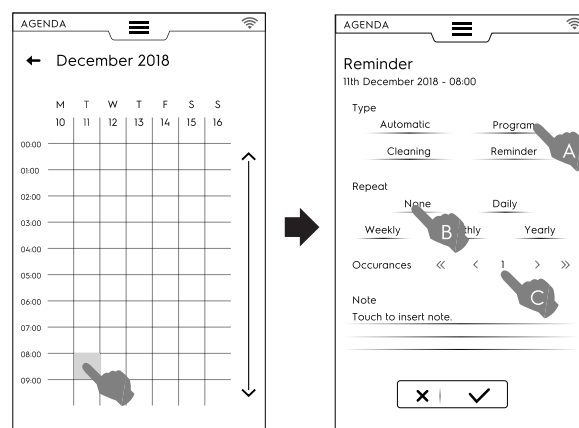 AGENDA
December 2018
M T W T F S S
10 11 12 13 14 15 16
00:00
01:00
02:00
03:00
04:00
05:00
06:00
07:00
08:00
09:00
AGENDA
Reminder
11th December 2018 - 08:00
Type
Automatic Program
Cleaning Reminder
A
Repeat
None Daily
Weekly thly Yearly
B
Occurances « < 1 > »
C
Note
Touch to insert note.